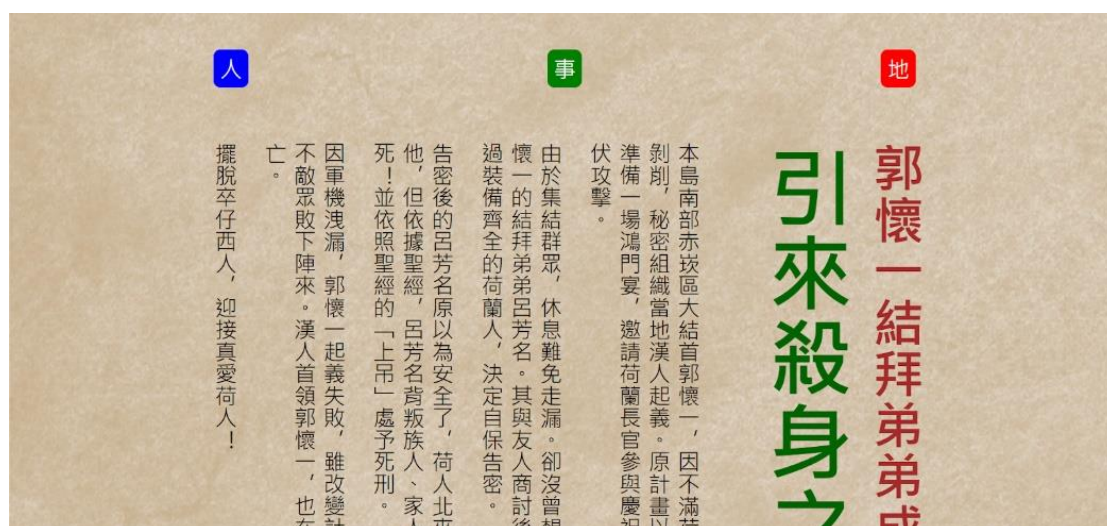 地
郭懷一結拜弟弟成
引來殺身之
事
本島南部赤崁區大結首郭懷一，因不滿荷
剝削，秘密組織當地漢人起義。原計畫以
準備一場鴻門宴，邀請荷蘭長官參與慶祝
伏攻擊。
由於集結群眾，休息難免走漏。卻沒曾想
懷一的結拜弟弟呂芳名。其與友人商討後
過裝備齊全的荷蘭人，決定自保告密。
告密後的呂芳名原以為安全了，荷人北來
他，但依據聖經，呂芳名背叛族人、家人
死！並依照聖經的「上吊」處予死刑。
因軍機洩漏，郭懷一起義失敗，雖改變計
不敵眾敗下陣來。漢人首領郭懷一，也在
亡。
人
擺脫卒仔西人，迎接真愛荷人！